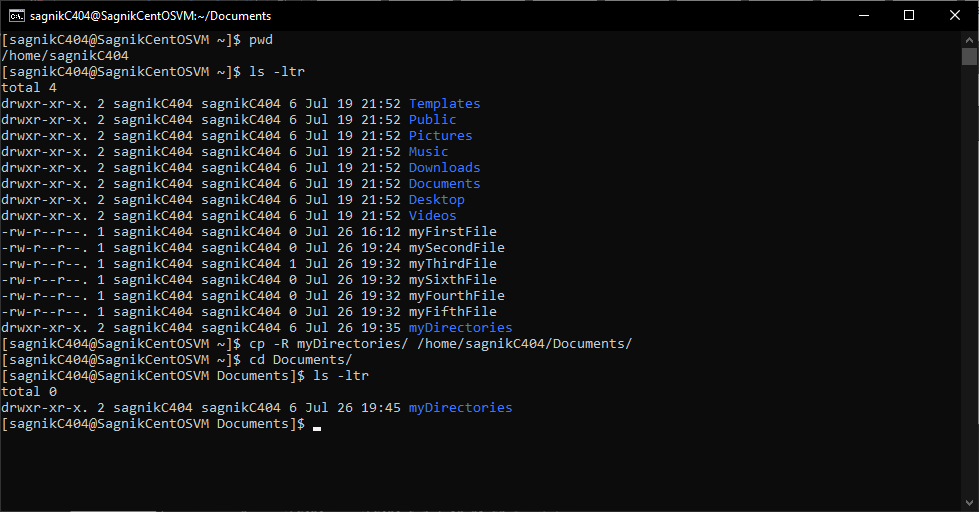 sagnikC404@SagnikCentOSVM:~/Documents
[sagnikC404@SagnikCentOSVM ~]$ pwd
/home/sagnikC404
[sagnikC404@SagnikCentOSVM ~]$ ls -ltr
total 4
drwxr-xr-x. 2 sagnikC404 sagnikC404 6 Jul 19 21:52 Templates
drwxr-xr-x. 2 sagnikC404 sagnikC404 6 Jul 19 21:52 Public
drwxr-xr-x. 2 sagnikC404 sagnikC404 6 Jul 19 21:52 Pictures
drwxr-xr-x. 2 sagnikC404 sagnikC404 6 Jul 19 21:52 Music
drwxr-xr-x. 2 sagnikC404 sagnikC404 6 Jul 19 21:52 Downloads
drwxr-xr-x. 2 sagnikC404 sagnikC404 6 Jul 19 21:52 Documents
drwxr-xr-x. 2 sagnikC404 sagnikC404 6 Jul 19 21:52 Desktop
drwxr-xr-x. 2 sagnikC404 sagnikC404 6 Jul 19 21:52 Videos
-rw-r--r--. 1 sagnikC404 sagnikC404 0 Jul 26 16:12 myFirstFile
-rw-r--r--. 1 sagnikC404 sagnikC404 0 Jul 26 19:24 mySecondFile
-rw-r--r--. 1 sagnikC404 sagnikC404 1 Jul 26 19:32 myThirdFile
-rw-r--r--. 1 sagnikC404 sagnikC404 0 Jul 26 19:32 mySixthFile
-rw-r--r--. 1 sagnikC404 sagnikC404 0 Jul 26 19:32 myFourthFile
-rw-r--r--. 1 sagnikC404 sagnikC404 0 Jul 26 19:32 myFifthFile
drwxr-xr-x. 2 sagnikC404 sagnikC404 6 Jul 26 19:35 myDirectories
[sagnikC404@SagnikCentOSVM ~]$ cp -R myDirectories/ /home/sagnikC404/Documents/
[sagnikC404@SagnikCentOSVM ~]$ cd Documents/
[sagnikC404@SagnikCentOSVM Documents]$ ls -ltr
total 0
drwxr-xr-x. 2 sagnikC404 sagnikC404 6 Jul 26 19:45 myDirectories
[sagnikC404@SagnikCentOSVM Documents]$